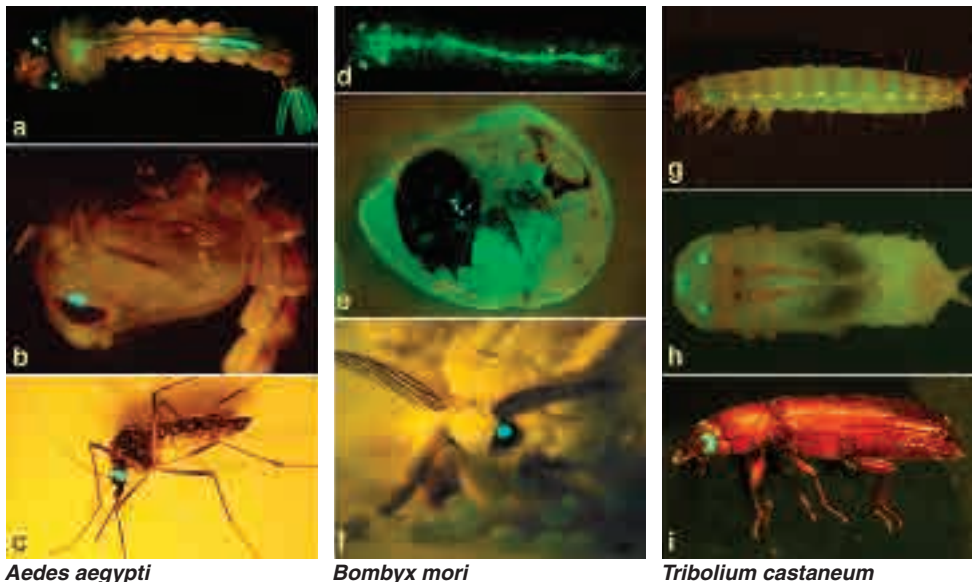 a
b
c
Aedes aegypti
d
e
f
Bombyx mori
g
h
i
Tribolium castaneum